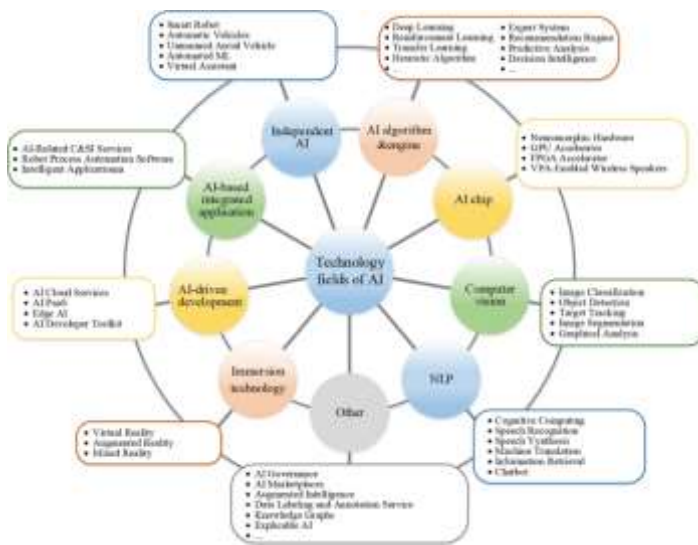 Smart Robot
Automatic Vehicles
Unmanned Aerial Vehicle
Automated ML
Virtual Assistant
Deep Learning
Reinforcement Learning
Transfer Learning
Heuristic Algorithm
...
Expert System
Recommendation Engine
Predictive Analysis
Decision Intelligence
...
Independent
AI
AI algorithm
&engine
AI-Related C&SI Services
Robot Process Automation Software
Intelligent Applications
Neuromorphic Hardware
GPU Accelerator
FPGA Accelerator
VPA-Enabled Wireless Speakers
AI-based
integrated
application
AI chip
Technology
fields of AI
AI Cloud Services
AI PaaS
Edge AI
AI Developer Toolkit
AI-driven
development
Computer
vision
Image Classification
Object Detection
Target Tracking
Image Segmentation
Graphical Analysis
Immersion
technology
NLP
Other
Virtual Reality
Augmented Reality
Mixed Reality
Cognitive Computing
Speech Recognition
Speech Synthesis
Machine Translation
Information Retrieval
Chatbot
AI Governance
AI Marketplaces
Augmented Intelligence
Data Labeling and Annotation Service
Knowledge Graphs
Explicable AI
...